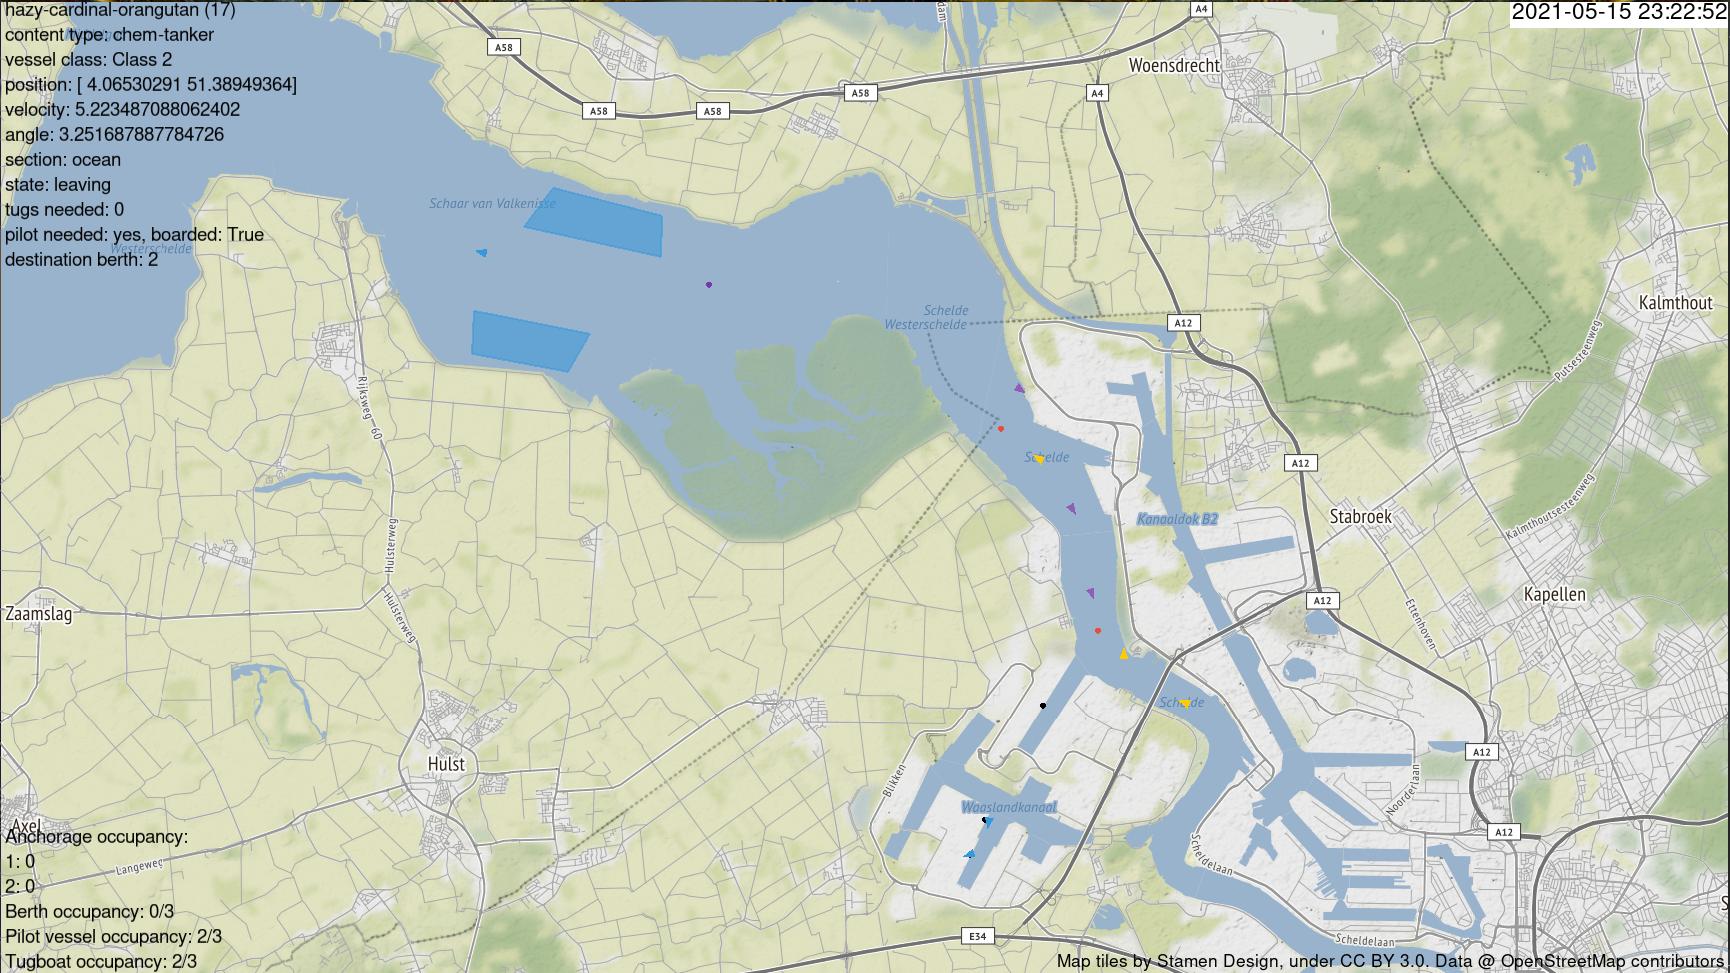 hazy-cardinal-orangutan (17)
content type: chem-tanker
vessel class: Class 2
position: [ 4.06530291 51.38949364]
velocity: 5.223487088062402
angle: 3.251687887784726
section: ocean
state: leaving
tugs needed: 0
pilot needed: yes, boarded: True
destination berth: 2
2021-05-15 23:22:52
A4
A58
Woensdrecht
A58
A4
A58
A58
Schaar van Valkenisse
Westerschelde
Kalmthout
Schelde
Westerschelde
A12
Putsesteenweg
Rijksweg 60
Schelde
A12
Kanaaldok B2
Stabroek
Kalmthoutsesteenweg
Hulsterweg
Zaamslag
Hulsterweg
Kapellen
A12
Ettenhoven
Schelde
Hulst
A12
Blikken
Noorderlaan
Waaslandkanaal
Axel
A12
Langeweg
Scheldelaan
E34
Scheldelaan
Anchorage occupancy:
1: 0
2: 0
Berth occupancy: 0/3
Pilot vessel occupancy: 2/3
Tugboat occupancy: 2/3
Map tiles by Stamen Design, under CC BY 3.0. Data @ OpenStreetMap contributors